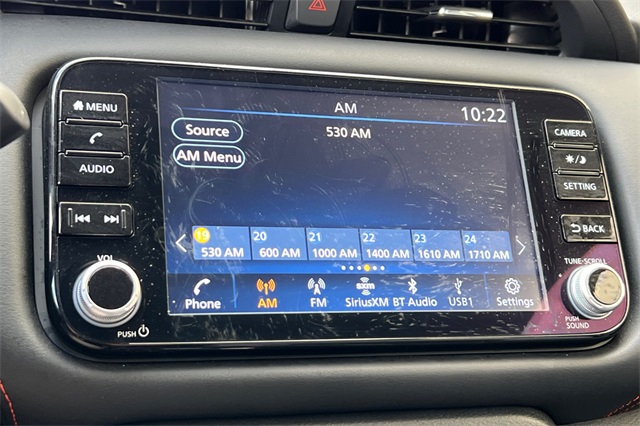 MENU
AUDIO
VOL
PUSH
AM
10:22
Source
530 AM
AM Menu
19 20 21 22 23 24
530 AM 600 AM 1000 AM 1400 AM 1610 AM 1710 AM
Phone AM FM SiriusXM BT Audio USB1 Settings
sxm
CAMERA
SETTING
BACK
TUNE·SCROLL
PUSH
SOUND